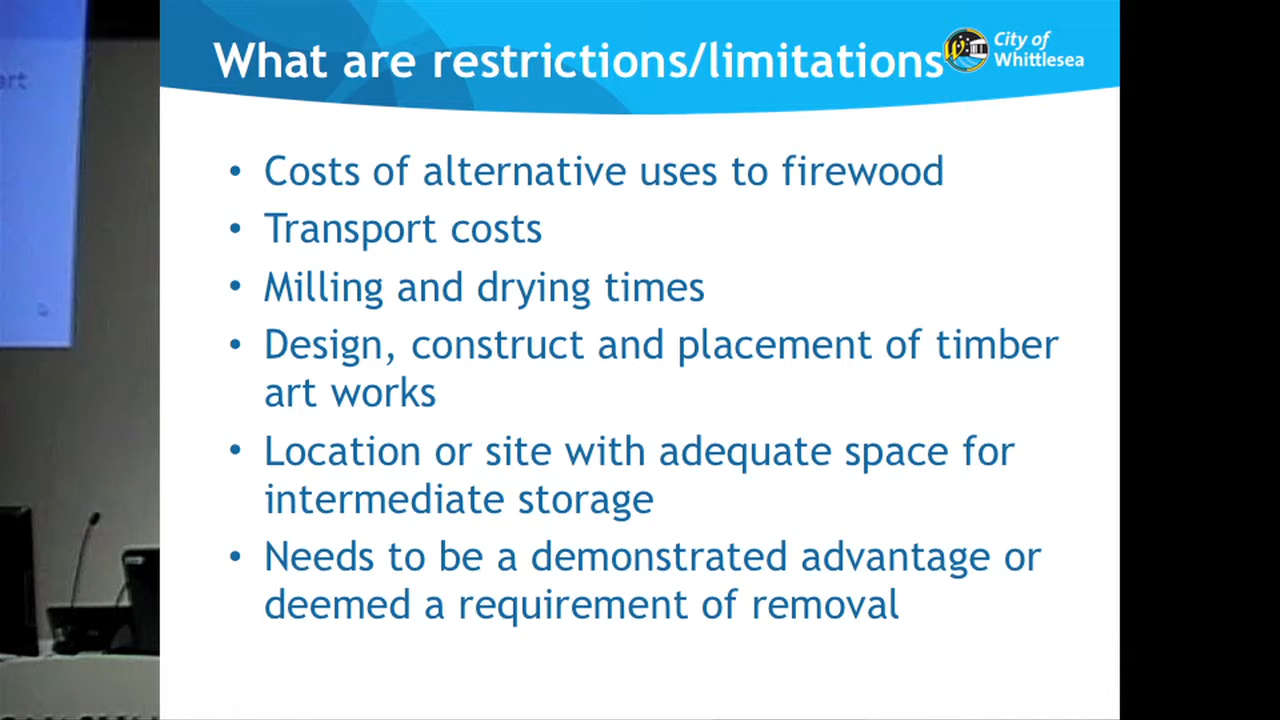 What are restrictions/limitations
City of
Whittlesea
• Costs of alternative uses to firewood
• Transport costs
• Milling and drying times
• Design, construct and placement of timber
art works
• Location or site with adequate space for
intermediate storage
• Needs to be a demonstrated advantage or
deemed a requirement of removal
art